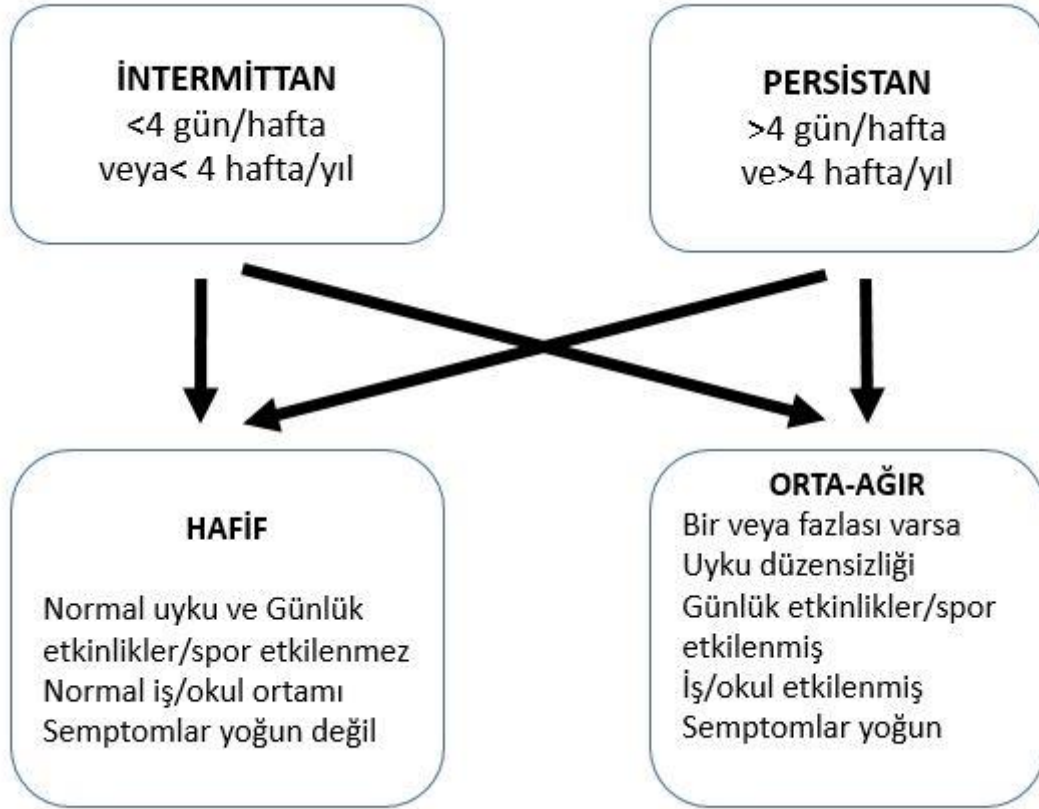 İNTERMİTTAN
<4 gün/hafta
veya< 4 hafta/yıl
PERSİSTAN
>4 gün/hafta
ve>4 hafta/yıl
HAFİF
Normal uyku ve Günlük
etkinlikler/spor etkilenmez
Normal iş/okul ortamı
Semptomlar yoğun değil
ORTA-AĞIR
Bir veya fazlası varsa
Uyku düzensizliği
Günlük etkinlikler/spor
etkilenmiş
İş/okul etkilenmiş
Semptomlar yoğun